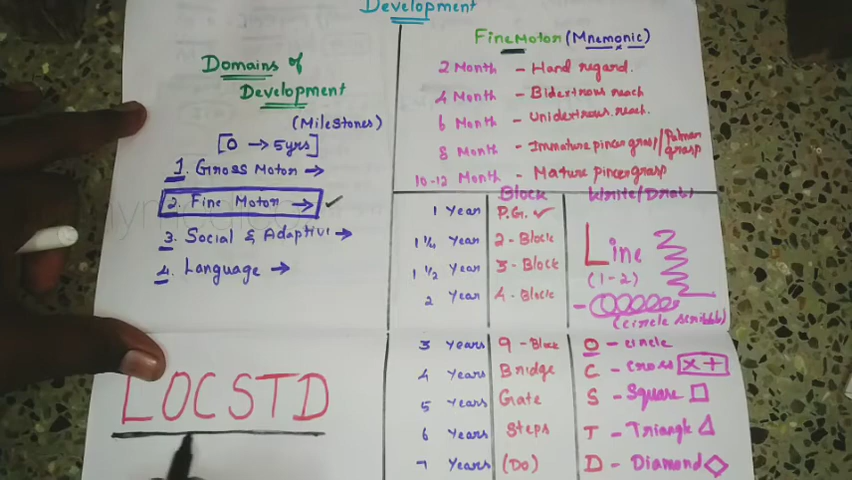 Development
Domains of
Development
(Milestones)
[0 → 5yrs]
1. Gross Motor →
2. Fine Motor → ✓
3. Social & Adaptive →
4. Language →
LOCSTD
Fine Motor (Mnemonic)
2 Month - Hand regard.
4 Month - Bidextrous reach
6 Month - Unidextrous reach.
8 Month - Immature pincer grasp/Palmar
grasp
10-12 Month - Mature pincer grasp
Block
1 Year P.G. ✓
1 1/4 Year 2-Block
1 1/2 Year 3-Block
2 Year 4-Block
3 Years 9-Block
4 Years Bridge
5 Years Gate
6 Years Steps
7 Years (Do)
Write/Draw
Line
(1-2)
(circle scribble)
O - circle
C - cross X +
S - Square □
T - Triangle △
D - Diamond ◇